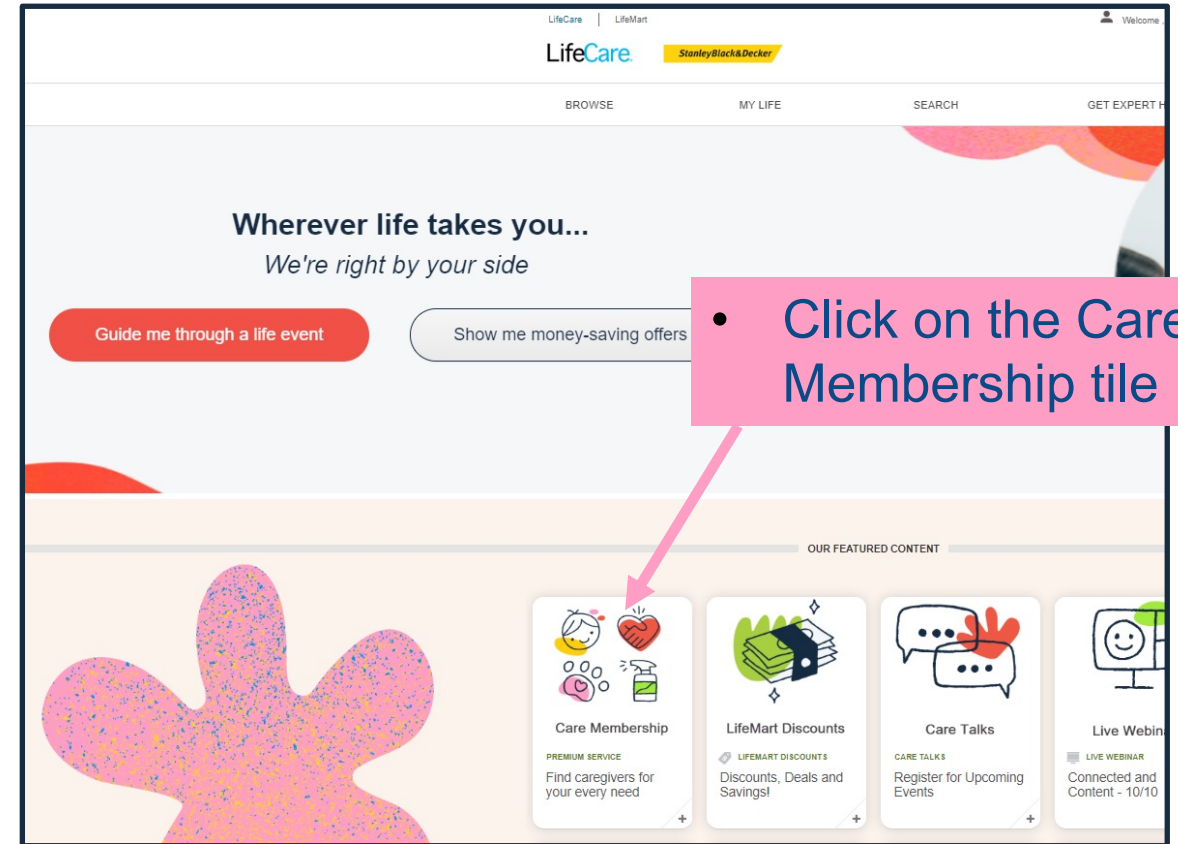 LifeCare | LifeMart
Welcome ,
LifeCare. StanleyBlack&Decker
BROWSE MY LIFE SEARCH GET EXPERT H
Wherever life takes you...
We're right by your side
Guide me through a life event Show me money-saving offers
• Click on the Care
Membership tile
OUR FEATURED CONTENT
Care Membership
PREMIUM SERVICE
Find caregivers for
your every need
+
LifeMart Discounts
LIFEMART DISCOUNTS
Discounts, Deals and
Savings!
+
Care Talks
CARE TALKS
Register for Upcoming
Events
+
Live Webin
LIVE WEBINAR
Connected and
Content - 10/10